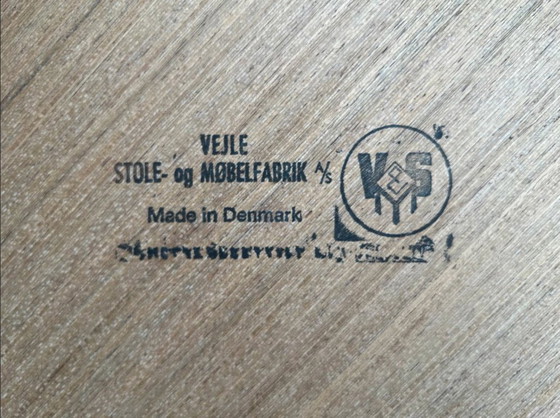 VEJLE
STOLE- og MØBELFABRIK A/S
Made in Denmark
V S